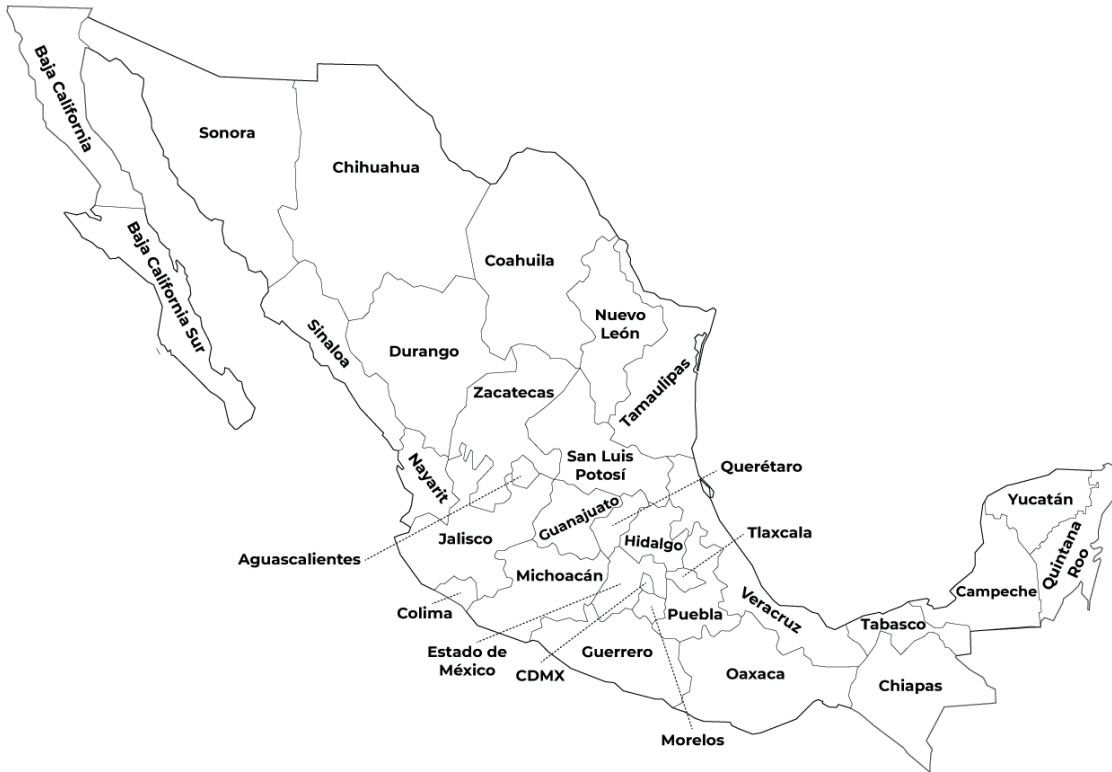 Baja California
Sonora
Chihuahua
Baja California Sur
Coahuila
Nuevo
León
Sinaloa
Durango
Tamaulipas
Zacatecas
San Luis
Potosí
Querétaro
Nayarit
Yucatán
Guanajuato
Jalisco
Hidalgo
Tlaxcala
Quintana
Roo
Aguascalientes
Michoacán
Campeche
Colima
Puebla
Veracruz
Tabasco
Estado de
México
CDMX
Guerrero
Oaxaca
Chiapas
Morelos